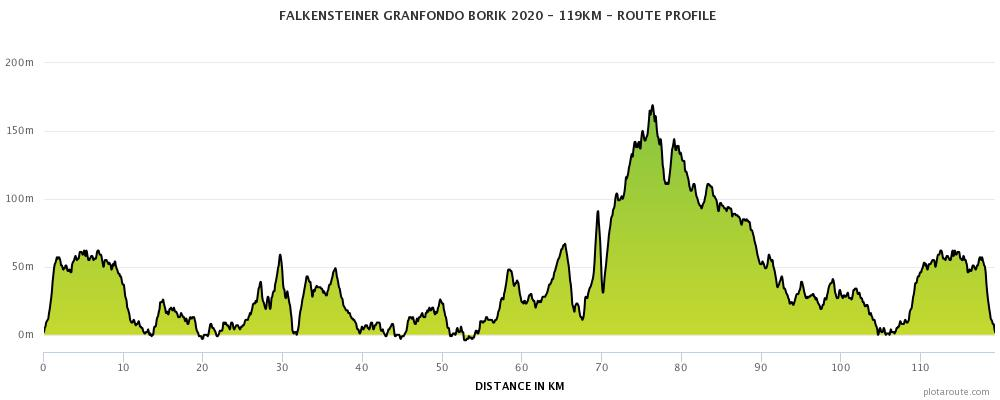 FALKENSTEINER GRANFONDO BORIK 2020 - 119KM - ROUTE PROFILE
200m
150m
100m
50m
0m
0 10 20 30 40 50 60 70 80 90 100 110
DISTANCE IN KM
plotaroute.com